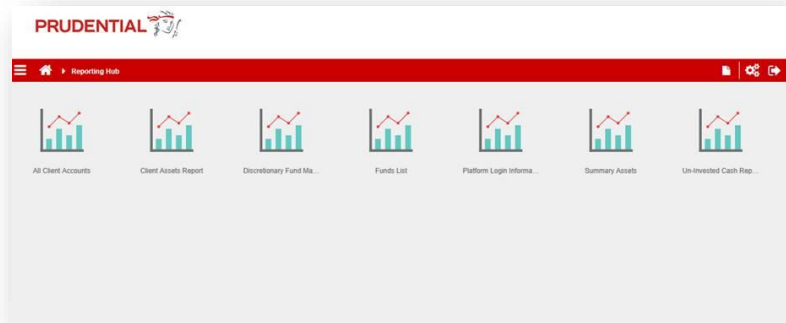 PRUDENTIAL
Reporting Hub
All Client Accounts
Client Assets Report
Discretionary Fund Ma...
Funds List
Platform Login Informa...
Summary Assets
Un-Invested Cash Rep...